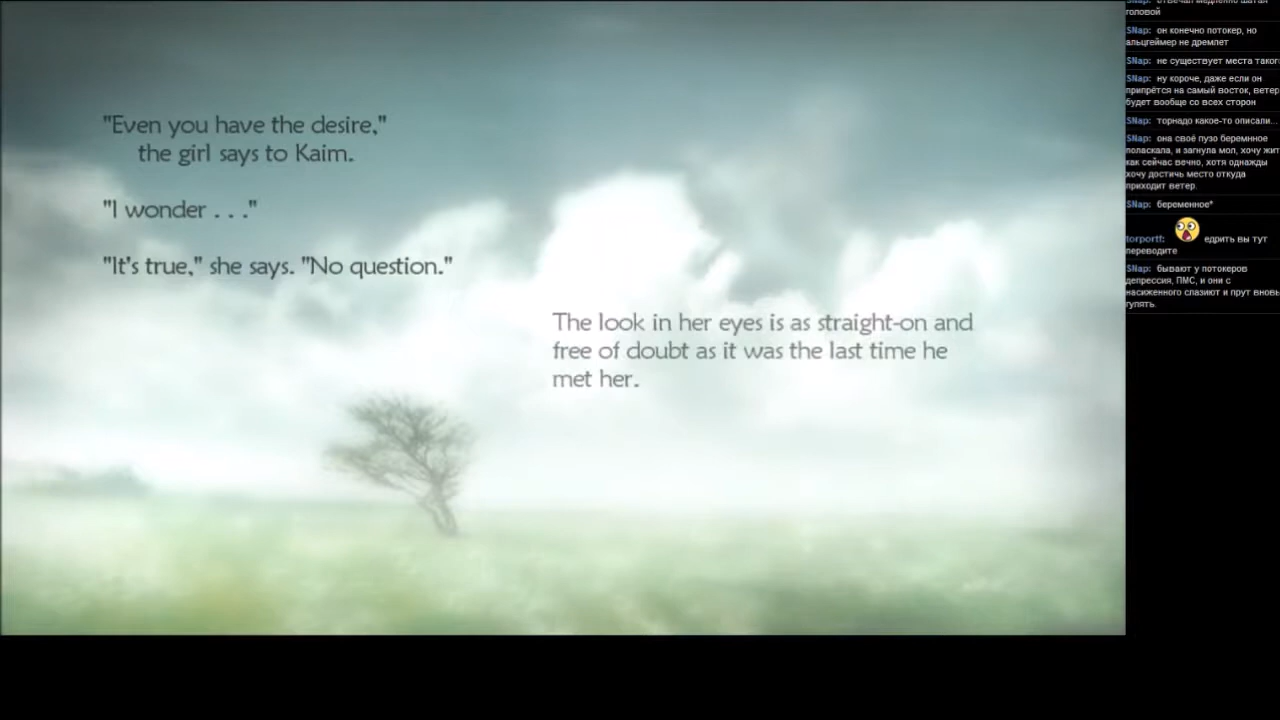 "Even you have the desire,"
the girl says to Kaim.
"I wonder . . ."
"It's true," she says. "No question."
The look in her eyes is as straight-on and
free of doubt as it was the last time he
met her.
головой
SNap: он конечно потокер, но
альцгеймер не дремлет
SNap: не существует места таког
SNap: ну короче, даже если он
припрётся на самый восток, ветер
будет вообще со всех сторон
SNap: торнадо какое-то описали...
SNap: она своё пузо беремнное
поласкала, и загнула мол, хочу жит
как сейчас вечно, хотя однажды
хочу достичь место откуда
приходит ветер.
SNap: беременное*
torportf: едрить вы тут
переводите
SNap: бывают у потокеров
депрессия, ПМС, и они с
насиженного слазиют и прут вновь
гулять.